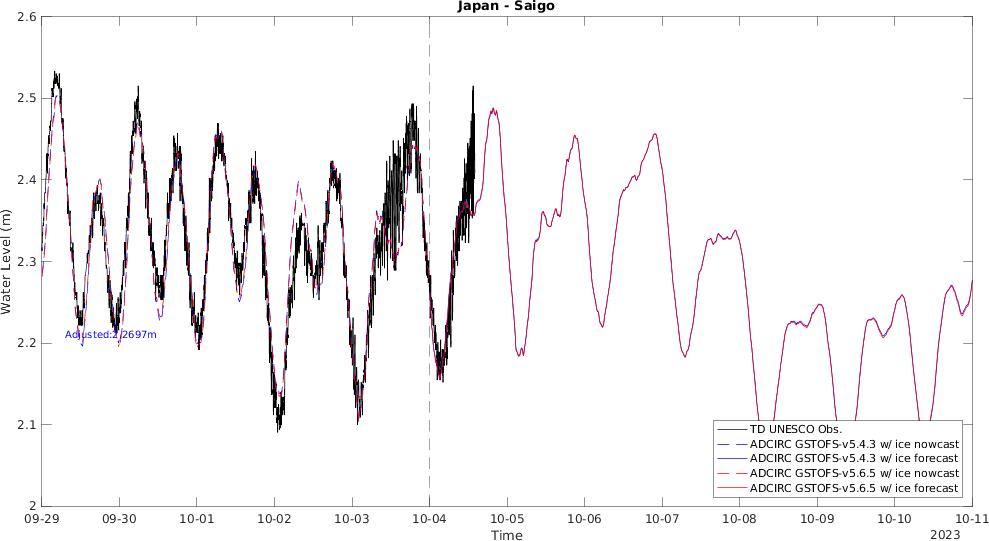 Japan - Saigo
2.6
2.5
2.4
2.3
2.2
2.1
2
Water Level (m)
Adjusted:2.2697m
TD UNESCO Obs.
ADCIRC GSTOFS-v5.4.3 w/ ice nowcast
ADCIRC GSTOFS-v5.4.3 w/ ice forecast
ADCIRC GSTOFS-v5.6.5 w/ ice nowcast
ADCIRC GSTOFS-v5.6.5 w/ ice forecast
09-29 09-30 10-01 10-02 10-03 10-04 10-05 10-06 10-07 10-08 10-09 10-10 10-11
Time
2023